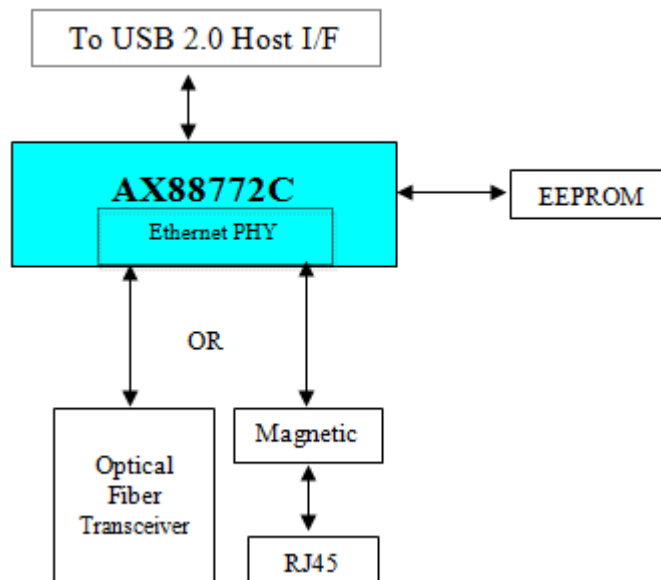 To USB 2.0 Host I/F
AX88772C
Ethernet PHY
EEPROM
OR
Optical
Fiber
Transceiver
Magnetic
RJ45